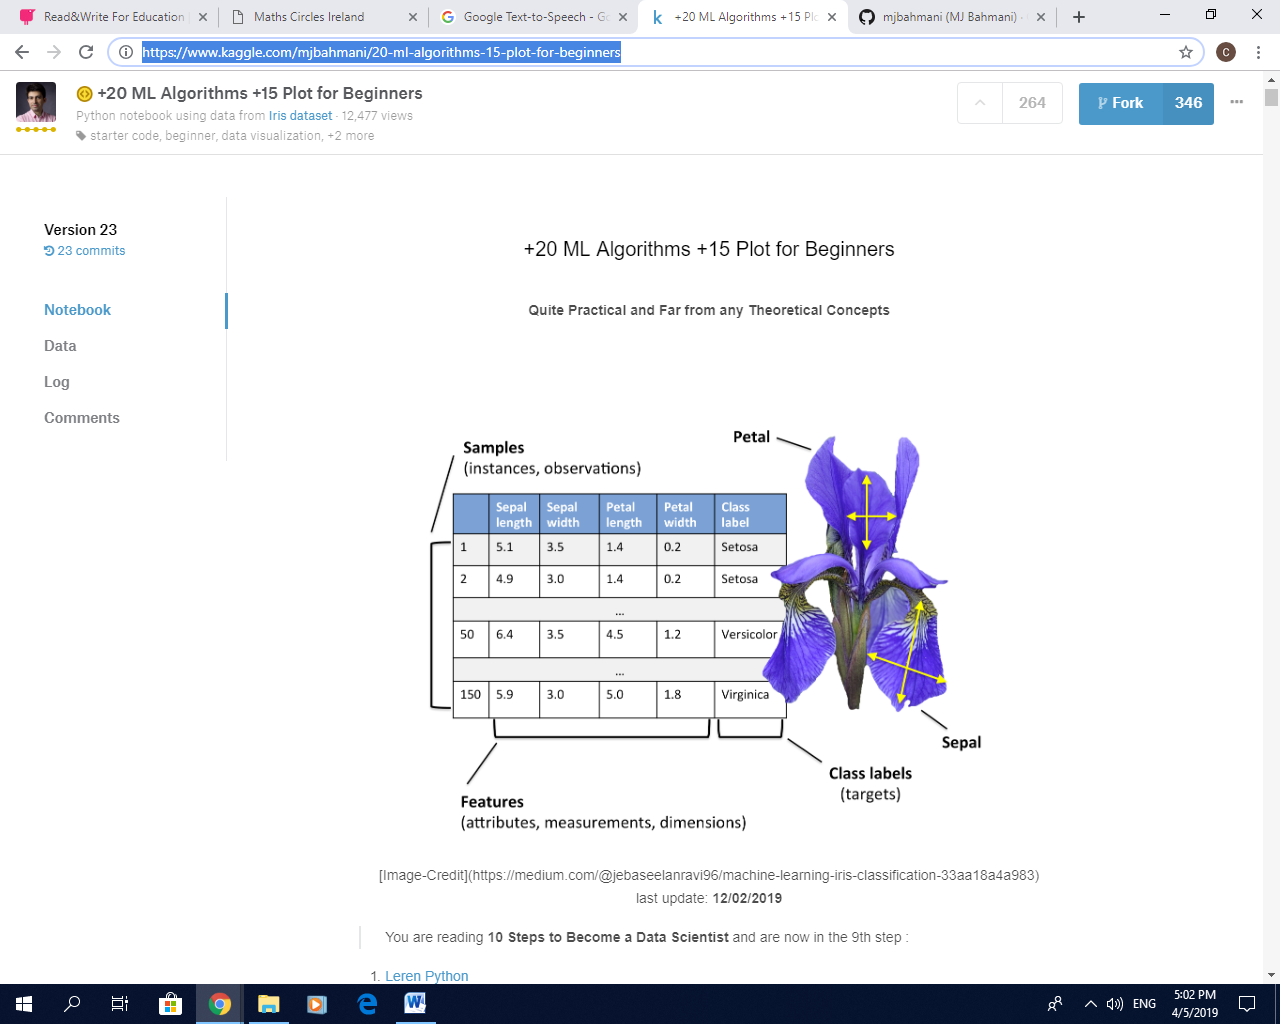 Read&Write For Education
Maths Circles Ireland
Google Text-to-Speech - Go
+20 ML Algorithms +15 Plo
mjbahmani (MJ Bahmani) ·
https://www.kaggle.com/mjbahmani/20-ml-algorithms-15-plot-for-beginners
C
+20 ML Algorithms +15 Plot for Beginners
Python notebook using data from Iris dataset · 12,477 views
starter code, beginner, data visualization, +2 more
264
Fork 346
Version 23
23 commits
Notebook
Data
Log
Comments
+20 ML Algorithms +15 Plot for Beginners
Quite Practical and Far from any Theoretical Concepts
Samples
(instances, observations)
Petal
Sepal length Sepal width Petal length Petal width Class label
1 5.1 3.5 1.4 0.2 Setosa
2 4.9 3.0 1.4 0.2 Setosa
...
50 6.4 3.5 4.5 1.2 Versicolor
...
150 5.9 3.0 5.0 1.8 Virginica
Sepal
Class labels
(targets)
Features
(attributes, measurements, dimensions)
[Image-Credit](https://medium.com/@jebaseelanravi96/machine-learning-iris-classification-33aa18a4a983)
last update: 12/02/2019
You are reading 10 Steps to Become a Data Scientist and are now in the 9th step :
1. Leren Python
ENG
5:02 PM
4/5/2019